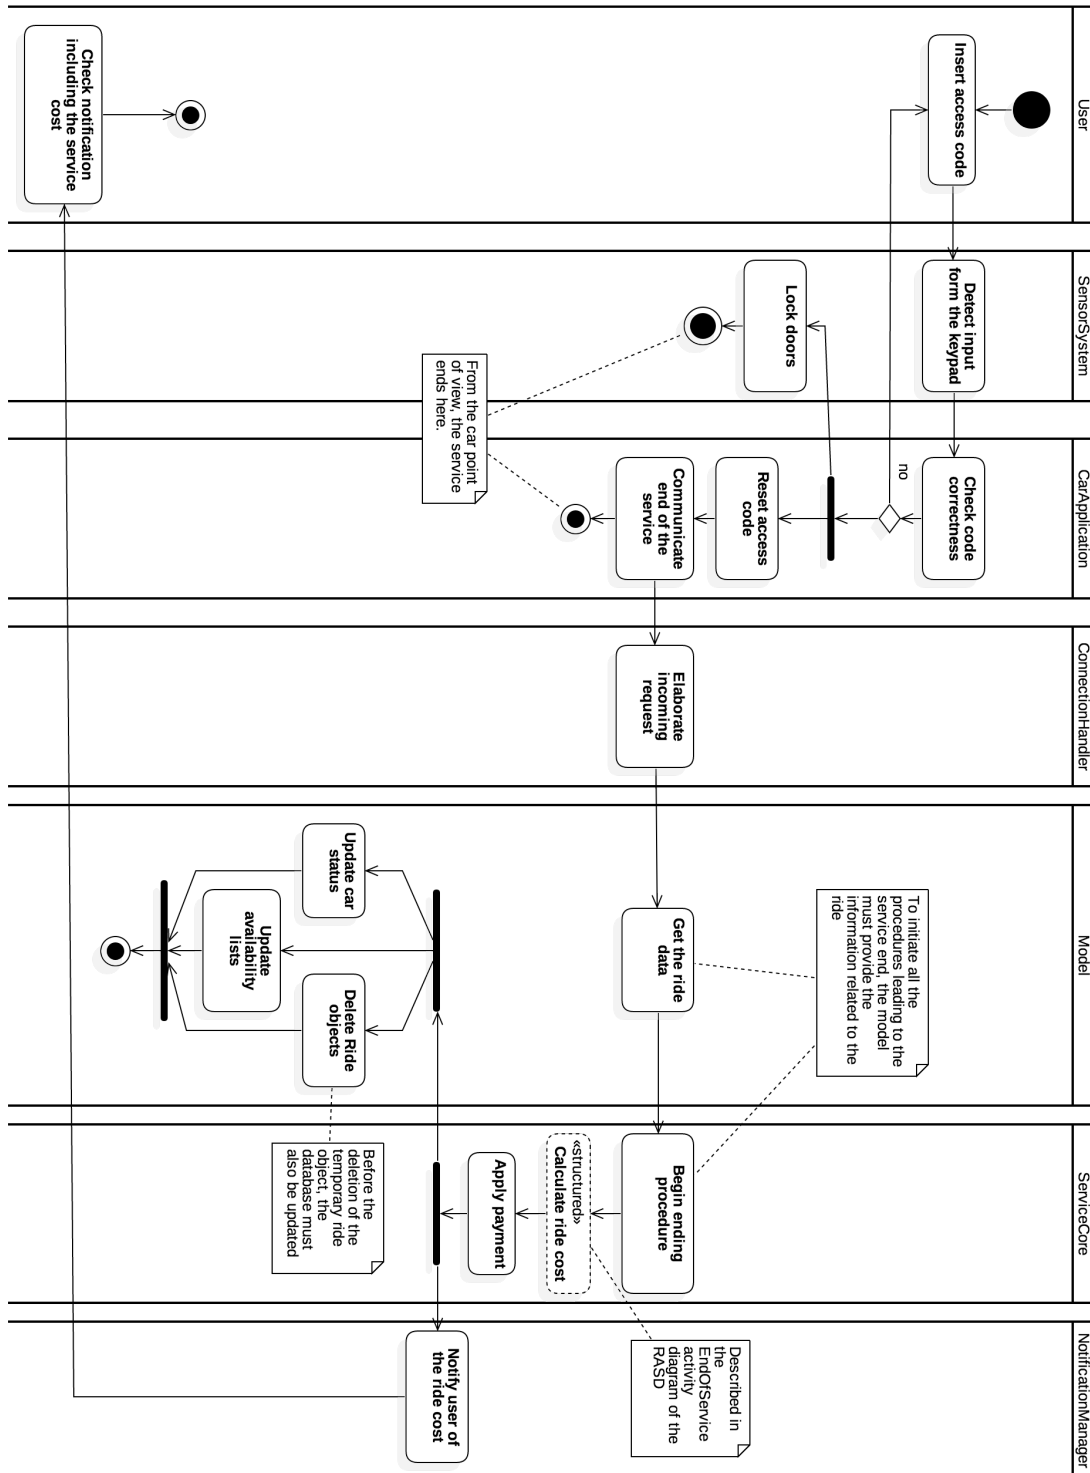 User
SensorSystem
CarApplication
ConnectionHandler
Model
ServiceCore
NotificationManager
Insert access code
Detect input
form the keypad
Check code
correctness
no
Lock doors
Reset access
code
Communicate
end of the
service
From the car point
of view, the service
ends here.
Elaborate
incoming
request
Get the ride
data
To initiate all the
procedures leading to the
service end, the model
must provide the
information related to the
ride
Begin ending
procedure
«structured»
Calculate ride cost
Described in
the
EndOfService
activity
diagram of the
RASD
Apply payment
Notify user of
the ride cost
Update car
status
Update
availability
lists
Delete Ride
objects
Before the
deletion of the
temporary ride
object, the
database must
also be updated
Check notification
including the service
cost